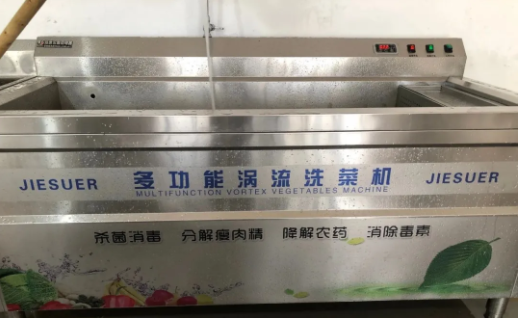 JIESUER 多功能涡流洗菜机 JIESUER
MULTIFUNCTION VORTEX VEGETABLES MACHINE
杀菌消毒 分解瘦肉精 降解农药 消除毒素